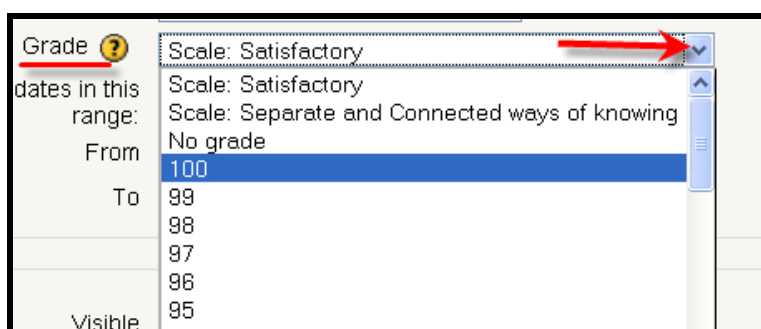 Grade ? Scale: Satisfactory
Scale: Satisfactory
dates in this range:
Scale: Separate and Connected ways of knowing
No grade
From
100
To
99
98
97
96
95
Visible